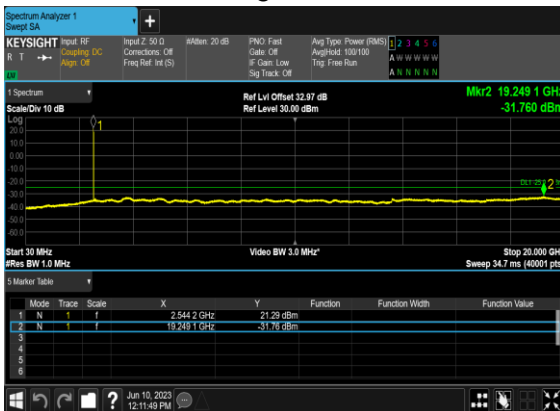 Spectrum Analyzer 1
Swept SA
KEYSIGHT Input: RF Input Z: 50 Ω #Atten: 20 dB PNO: Fast Avg Type: Power (RMS) 1 2 3 4 5 6
R T Coupling: DC Corrections: Off Gate: Off Avg|Hold: 100/100 A W W W W W
Align: Off Freq Ref: Int (S) IF Gain: Low Trig: Free Run
Sig Track: Off A N N N N N
1 Spectrum Ref Lvl Offset 32.97 dB Mkr2 19.249 1 GHz
Scale/Div 10 dB Ref Level 30.00 dBm -31.760 dBm
Log
20.0
10.0
0.00
-10.0
-20.0
-30.0
-40.0
-50.0
-60.0
1
2
Start 30 MHz Video BW 3.0 MHz* Stop 20.000 GH
#Res BW 1.0 MHz Sweep 34.7 ms (40001 pts
5 Marker Table
Mode Trace Scale X Y Function Function Width Function Value
1 N 1 f 2.544 2 GHz 21.29 dBm
2 N 1 f 19.249 1 GHz -31.76 dBm
3
4
5
6
? Jun 10, 2023
12:11:49 PM